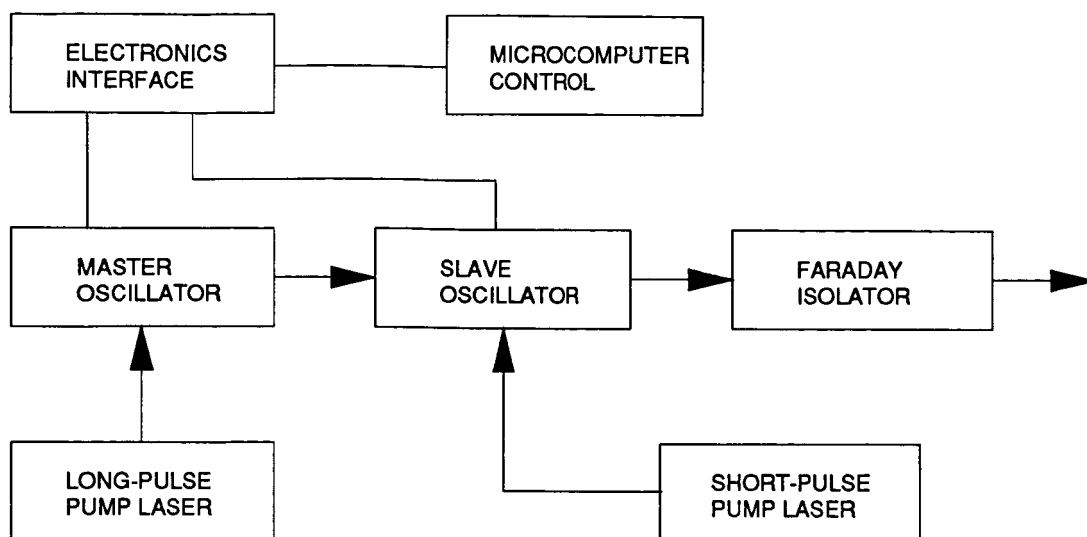 ELECTRONICS
INTERFACE
MICROCOMPUTER
CONTROL
MASTER
OSCILLATOR
SLAVE
OSCILLATOR
FARADAY
ISOLATOR
LONG-PULSE
PUMP LASER
SHORT-PULSE
PUMP LASER